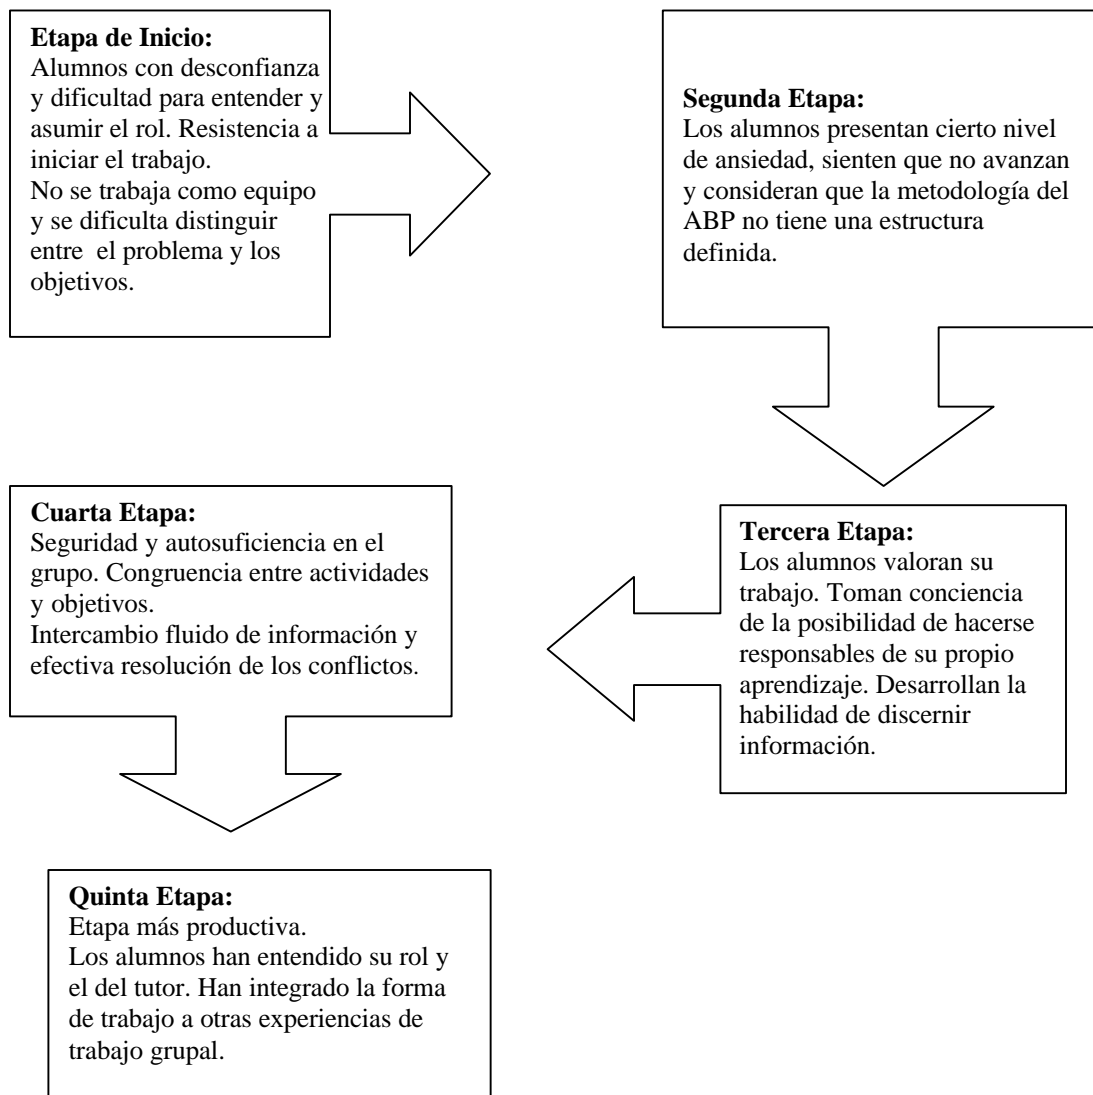 Etapa de Inicio:
Alumnos con desconfianza
y dificultad para entender y
asumir el rol. Resistencia a
iniciar el trabajo.
No se trabaja como equipo
y se dificulta distinguir
entre  el problema y los
objetivos.
Segunda Etapa:
Los alumnos presentan cierto nivel
de ansiedad, sienten que no avanzan
y consideran que la metodología del
ABP no tiene una estructura
definida.
Tercera Etapa:
Los alumnos valoran su
trabajo. Toman conciencia
de la posibilidad de hacerse
responsables de su propio
aprendizaje. Desarrollan la
habilidad de discernir
información.
Cuarta Etapa:
Seguridad y autosuficiencia en el
grupo. Congruencia entre actividades
y objetivos.
Intercambio fluido de información y
efectiva resolución de los conflictos.
Quinta Etapa:
Etapa más productiva.
Los alumnos han entendido su rol y
el del tutor. Han integrado la forma
de trabajo a otras experiencias de
trabajo grupal.